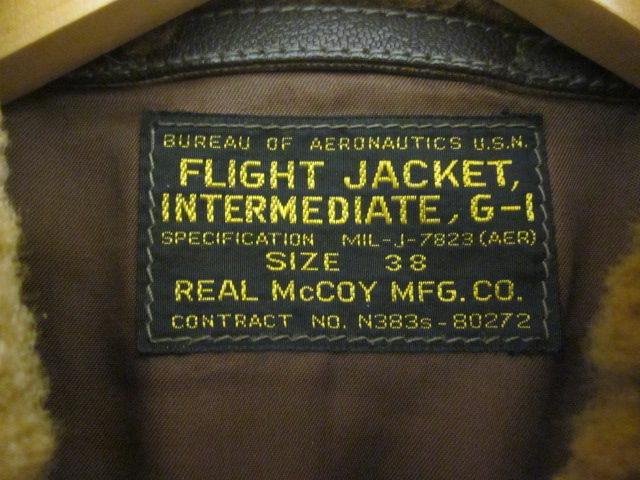 BUREAU OF AERONAUTICS U.S.N.
FLIGHT JACKET,
INTERMEDIATE, G-1
SPECIFICATION MIL-J-7823 (AER)
SIZE 38
REAL McCOY MFG. CO.
CONTRACT NO. N383s-80272